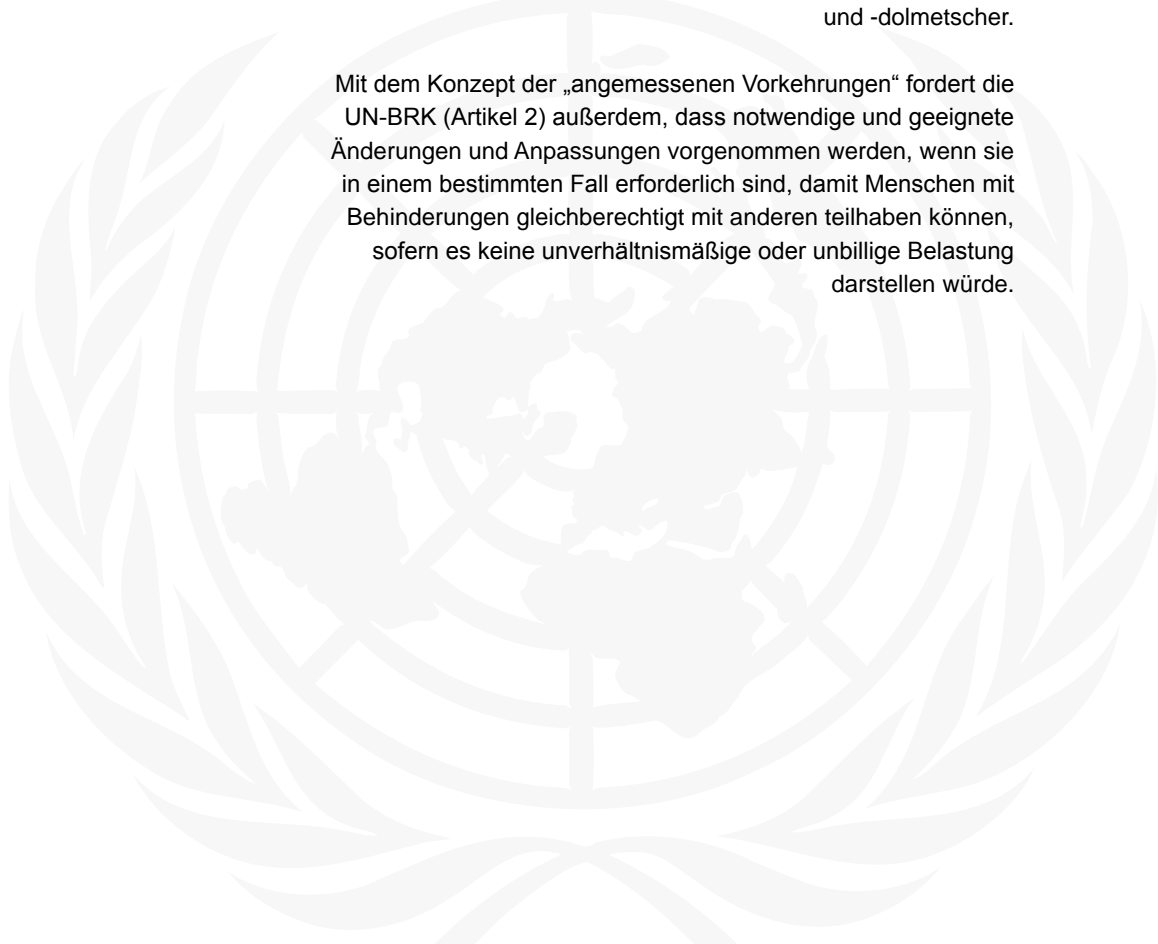 und -dolmetscher.
Mit dem Konzept der „angemessenen Vorkehrungen“ fordert die
UN-BRK (Artikel 2) außerdem, dass notwendige und geeignete
Änderungen und Anpassungen vorgenommen werden, wenn sie
in einem bestimmten Fall erforderlich sind, damit Menschen mit
Behinderungen gleichberechtigt mit anderen teilhaben können,
sofern es keine unverhältnismäßige oder unbillige Belastung
darstellen würde.